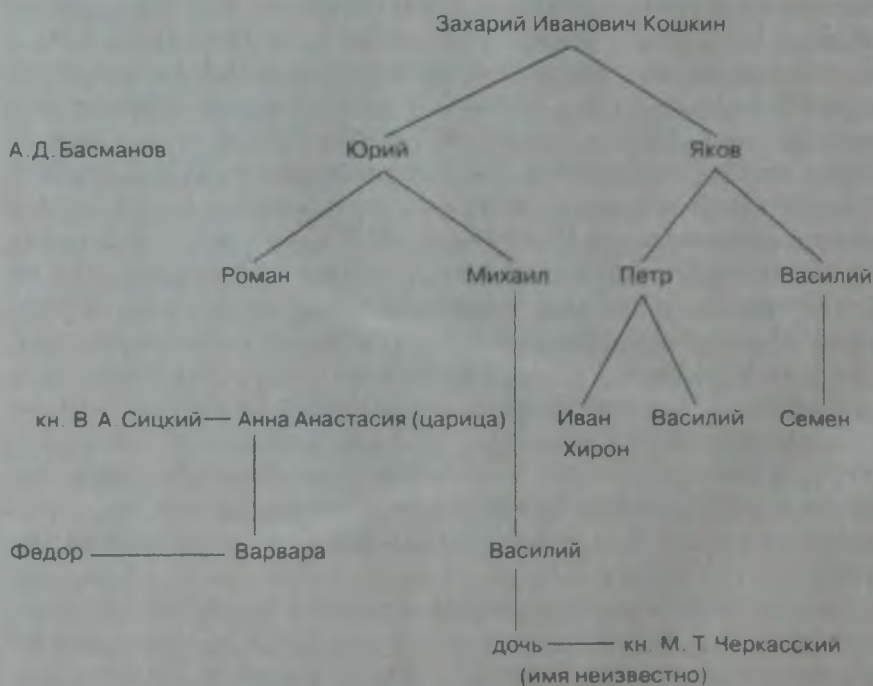 Захарий Иванович Кошкин
А.Д.Басманов Юрий Яков
Роман Михаил Петр Василий
кн. В. А. Сицкий — Анна Анастасия (царица) Иван Василий Семен
Хирон
Федор — Варвара Василий
дочь — кн. М. Т. Черкасский
(имя неизвестно)